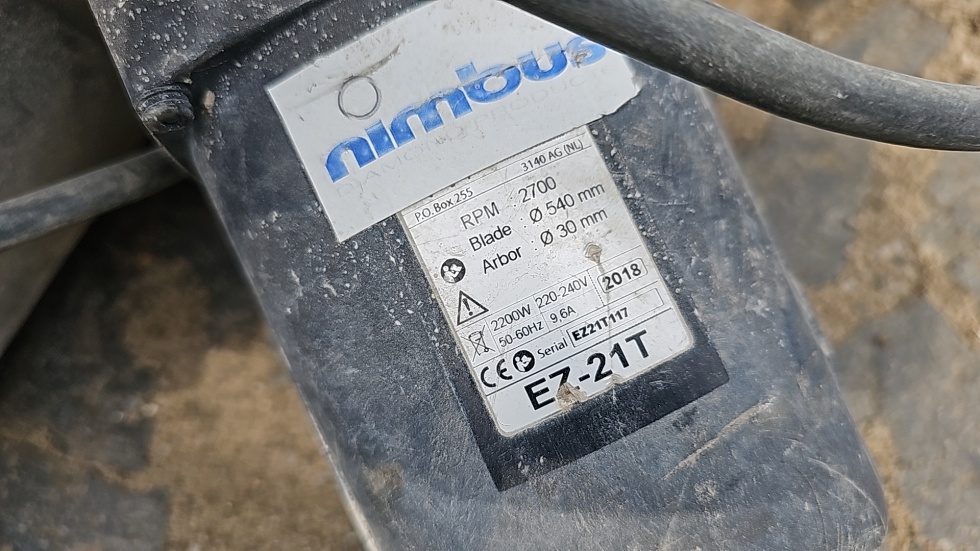 nimbus
P.O. Box 255 / 3140 AG (NL)
RPM : 2700
Blade : Ø 540 mm
Arbor : Ø 30 mm
2200W 220-240V 2018
50-60Hz 9.6A
CE Serial EZ21T117
EZ-21T